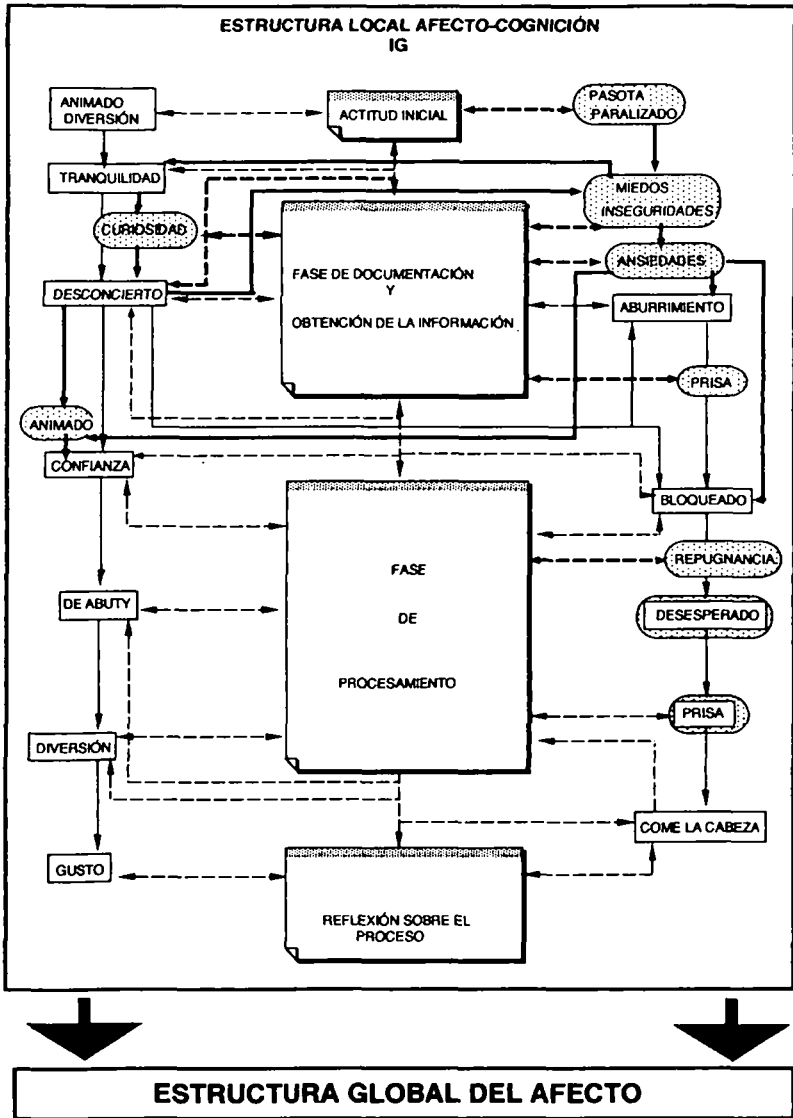 ESTRUCTURA LOCAL AFECTO-COGNICIÓN
IG
ANIMADO
DIVERSIÓN
ACTITUD INICIAL
PASOTA
PARALIZADO
TRANQUILIDAD
MIEDOS
INSEGURIDADES
CURIOSIDAD
ANSIEDADES
DESCONCIERTO
FASE DE DOCUMENTACIÓN
Y
OBTENCIÓN DE LA INFORMACIÓN
ABURRIMIENTO
PRISA
ANIMADO
CONFIANZA
BLOQUEADO
FASE
DE
PROCESAMIENTO
REPUGNANCIA
DE ABUTY
DESESPERADO
PRISA
DIVERSIÓN
COME LA CABEZA
GUSTO
REFLEXIÓN SOBRE EL
PROCESO
ESTRUCTURA GLOBAL DEL AFECTO